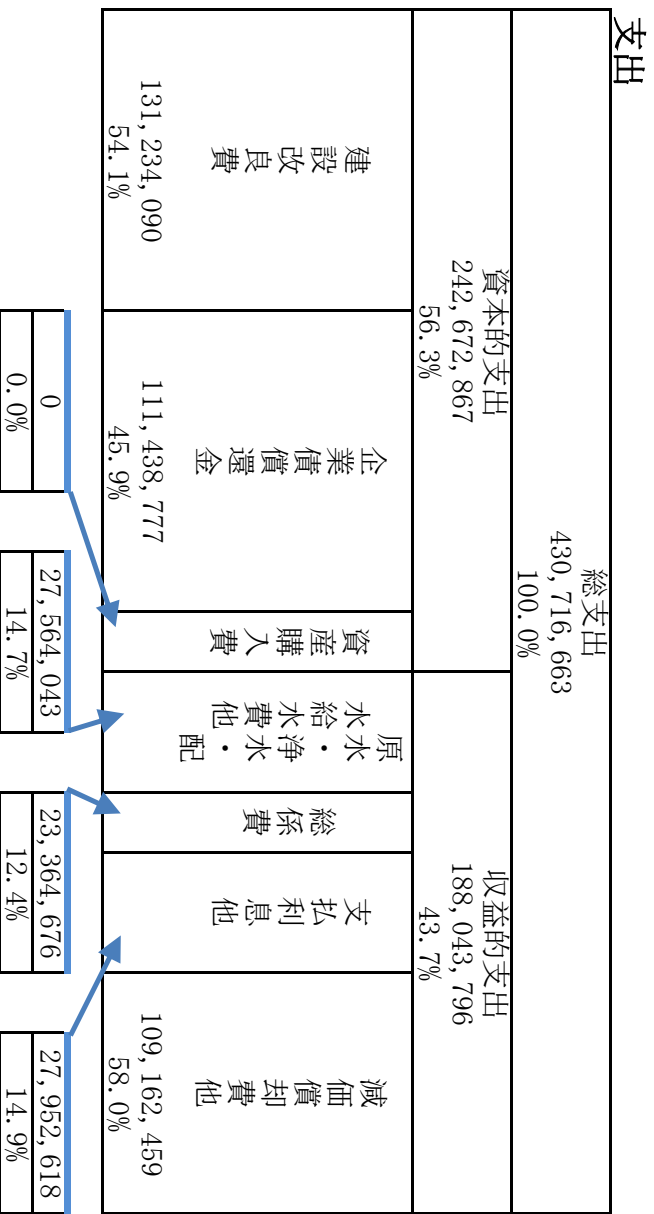 支出
総支出
430,716,663
100.0%
資本的支出
242,672,867
56.3%
収益的支出
188,043,796
43.7%
建設改良費
131,234,090
54.1%
企業債償還金
111,438,777
45.9%
資産購入費
原水・浄水・配
水給水費他
総係費
支払利息他
減価償却費他
109,162,459
58.0%
0
0.0%
27,564,043
14.7%
23,364,676
12.4%
27,952,618
14.9%